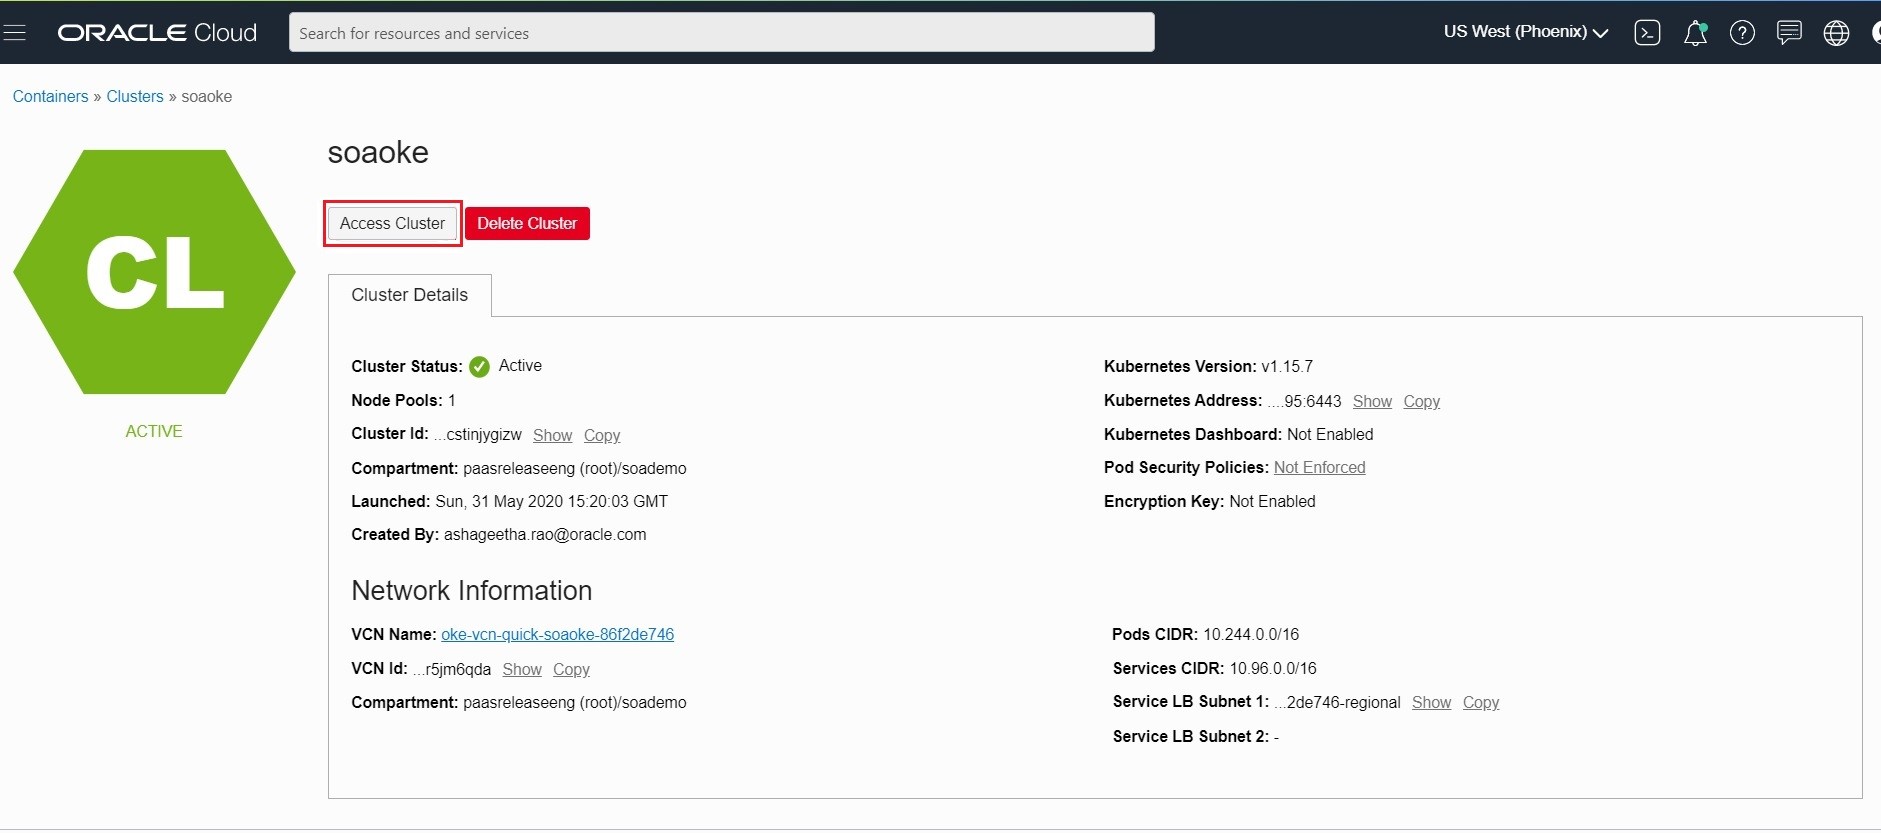 ORACLE Cloud
Search for resources and services
US West (Phoenix)
Containers » Clusters » soaoke
CL
ACTIVE
soaoke
Access Cluster
Delete Cluster
Cluster Details
Cluster Status: Active
Node Pools: 1
Cluster Id: ...cstinjygizw Show Copy
Compartment: paasreleaseeng (root)/soademo
Launched: Sun, 31 May 2020 15:20:03 GMT
Created By: ashageetha.rao@oracle.com
Kubernetes Version: v1.15.7
Kubernetes Address: ....95:6443 Show Copy
Kubernetes Dashboard: Not Enabled
Pod Security Policies: Not Enforced
Encryption Key: Not Enabled
Network Information
VCN Name: oke-vcn-quick-soaoke-86f2de746
VCN Id: ...r5jm6qda Show Copy
Compartment: paasreleaseeng (root)/soademo
Pods CIDR: 10.244.0.0/16
Services CIDR: 10.96.0.0/16
Service LB Subnet 1: ...2de746-regional Show Copy
Service LB Subnet 2: -